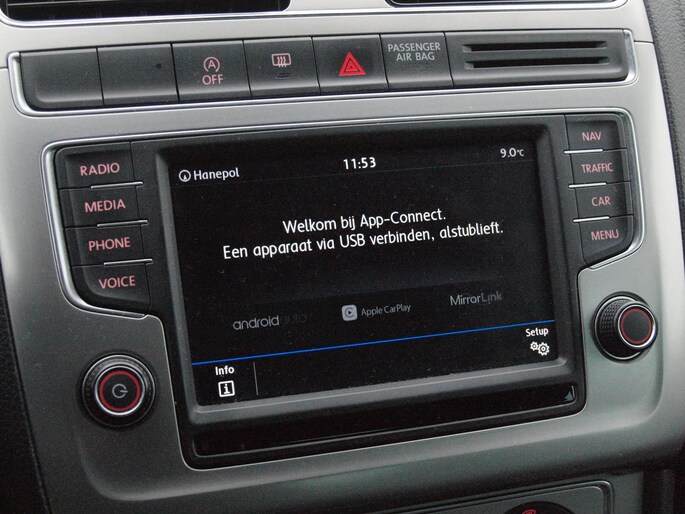 A
OFF
PASSENGER
AIR BAG
RADIO
MEDIA
PHONE
VOICE
Hanepol
11:53
9.0°C
Welkom bij App-Connect.
Een apparaat via USB verbinden, alstublieft.
android auto
Apple CarPlay
MirrorLink
Info
i
Setup
NAV
TRAFFIC
CAR
MENU